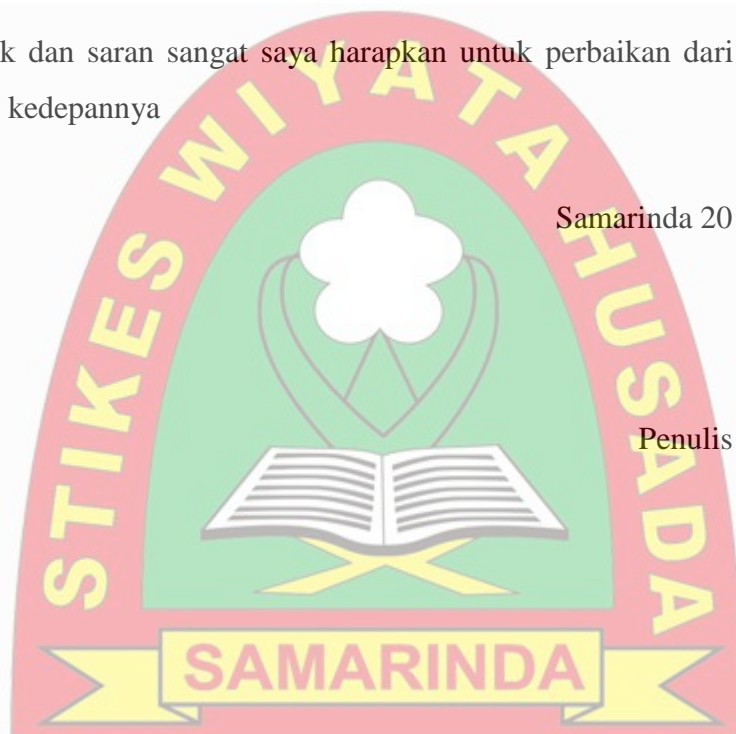 k dan saran sangat saya harapkan untuk perbaikan dari
kedepannya
Samarinda 20
Penulis
STIKES WIYATA HUSADA
SAMARINDA